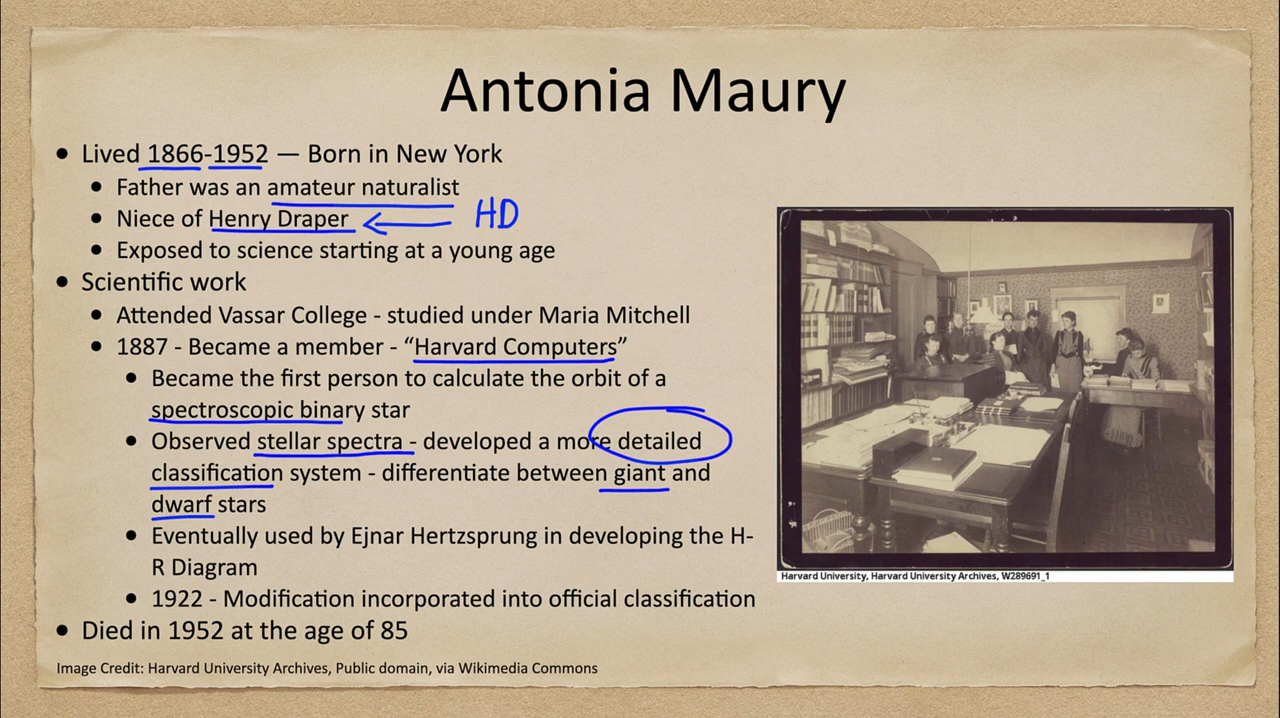 Antonia Maury
• Lived 1866-1952 — Born in New York
• Father was an amateur naturalist
• Niece of Henry Draper
HD
• Exposed to science starting at a young age
• Scientific work
• Attended Vassar College - studied under Maria Mitchell
• 1887 - Became a member - “Harvard Computers”
• Became the first person to calculate the orbit of a
spectroscopic binary star
• Observed stellar spectra - developed a more detailed
classification system - differentiate between giant and
dwarf stars
• Eventually used by Ejnar Hertzsprung in developing the H-
R Diagram
• 1922 - Modification incorporated into official classification
• Died in 1952 at the age of 85
Harvard University, Harvard University Archives, W289691_1
Image Credit: Harvard University Archives, Public domain, via Wikimedia Commons